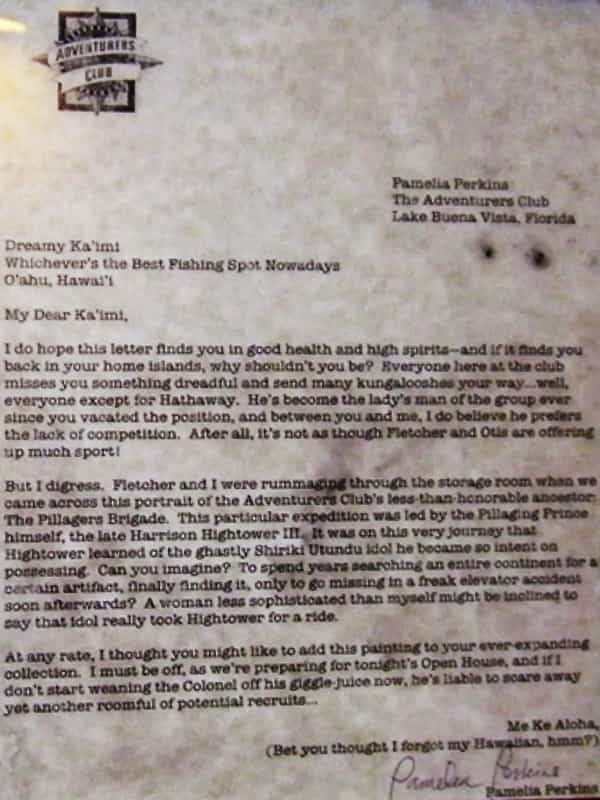 ADVENTURERS
CLUB
Pamelia Perkins
The Adventurers Club
Lake Buena Vista, Florida
Dreamy Ka'imi
Whichever's the Best Fishing Spot Nowadays
O'ahu, Hawai'i
My Dear Ka'imi,
I do hope this letter finds you in good health and high spirits—and if it finds you
back in your home islands, why shouldn't you be? Everyone here at the club
misses you something dreadful and send many kungalooshes your way...well,
everyone except for Hathaway. He's become the lady's man of the group ever
since you vacated the position, and between you and me, I do believe he prefers
the lack of competition. After all, it's not as though Fletcher and Otis are offering
up much sport!
But I digress. Fletcher and I were rummaging through the storage room when we
came across this portrait of the Adventurers Club's less-than-honorable ancestor:
The Pillagers Brigade. This particular expedition was led by the Pillaging Prince
himself, the late Harrison Hightower III. It was on this very journey that
Hightower learned of the ghastly Shiriki Utundu idol he became so intent on
possessing. Can you imagine? To spend years searching an entire continent for a
certain artifact, finally finding it, only to go missing in a freak elevator accident
soon afterwards? A woman less sophisticated than myself might be inclined to
say that idol really took Hightower for a ride.
At any rate, I thought you might like to add this painting to your ever-expanding
collection. I must be off, as we're preparing for tonight's Open House, and if I
don't start weaning the Colonel off his giggle-juice now, he's liable to scare away
yet another roomful of potential recruits...
Me Ke Aloha,
(Bet you thought I forgot my Hawaiian, hmm?)
Pamelia Perkins
Pamelia Perkins